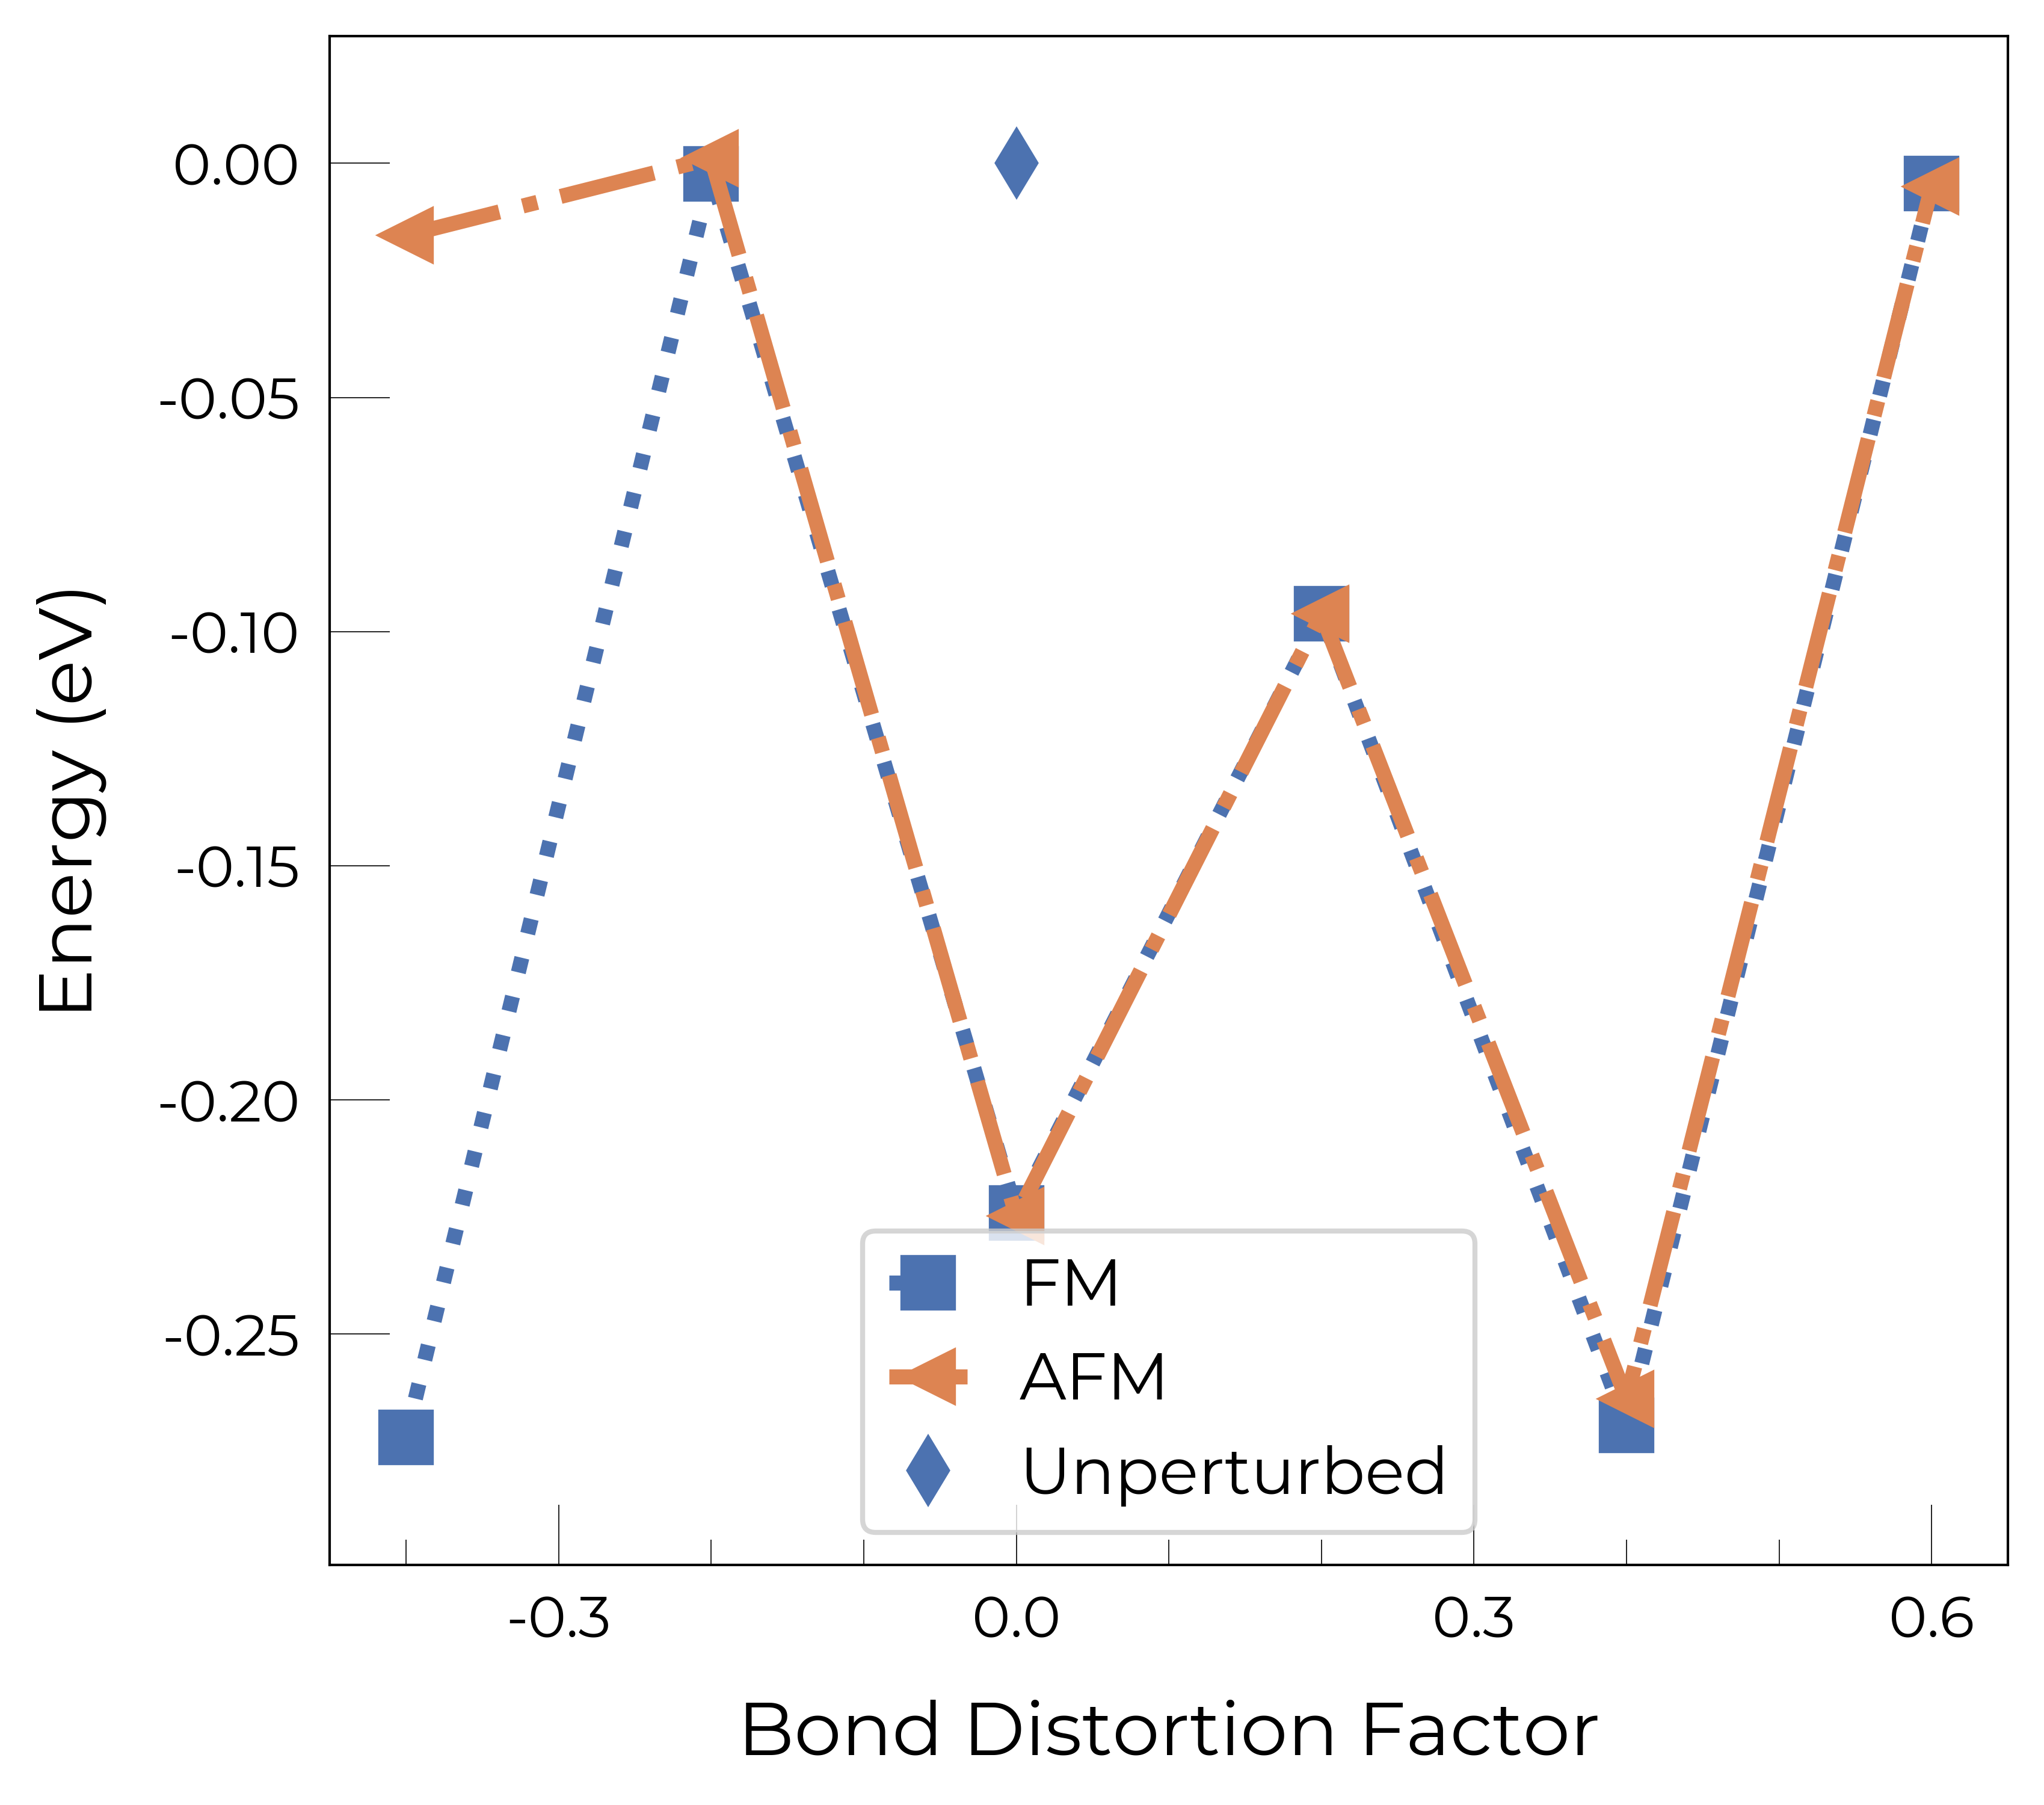 Energy (eV)
0.00
-0.05
-0.10
-0.15
-0.20
-0.25
FM
AFM
Unperturbed
-0.3
0.0
0.3
0.6
Bond Distortion Factor